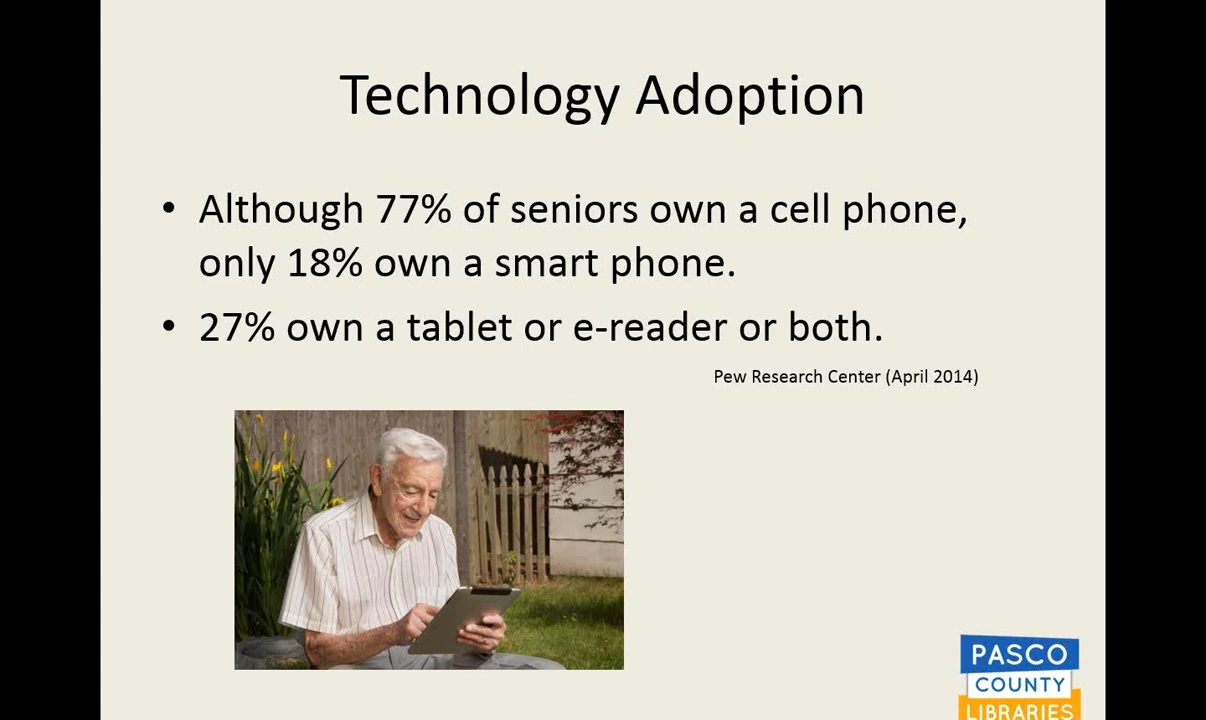 Technology Adoption
• Although 77% of seniors own a cell phone,
only 18% own a smart phone.
• 27% own a tablet or e-reader or both.
Pew Research Center (April 2014)
PASCO
COUNTY
LIBRARIES